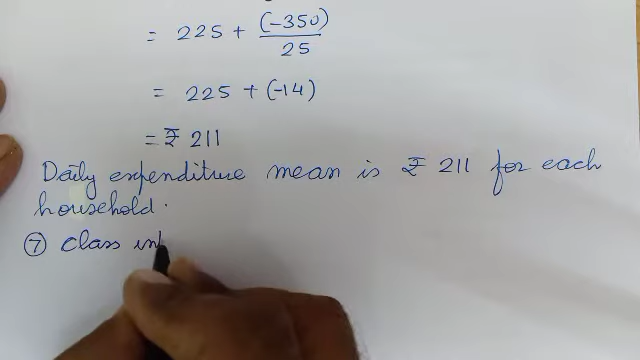 = 225 + (-350)/25
= 225 + (-14)
= ₹ 211
Daily expenditure mean is ₹ 211 for each
household.
⑦ Class in